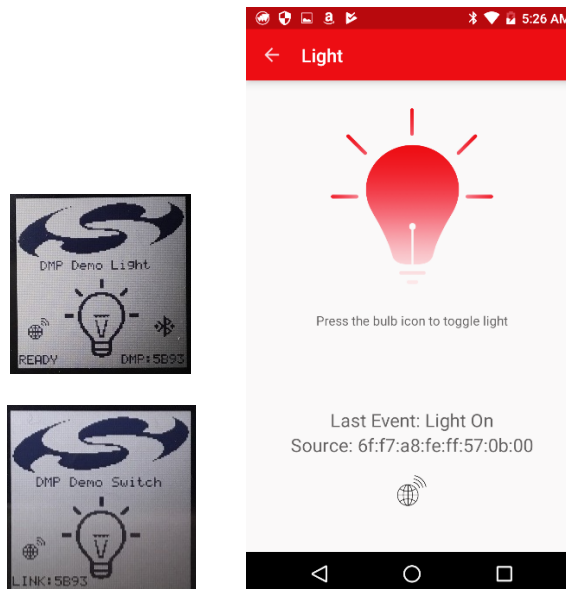 DMP Demo Light
READY DMP:5B93
DMP Demo Switch
LINK:5B93
5:26 AM
Light
Press the bulb icon to toggle light
Last Event: Light On
Source: 6f:f7:a8:fe:ff:57:0b:00